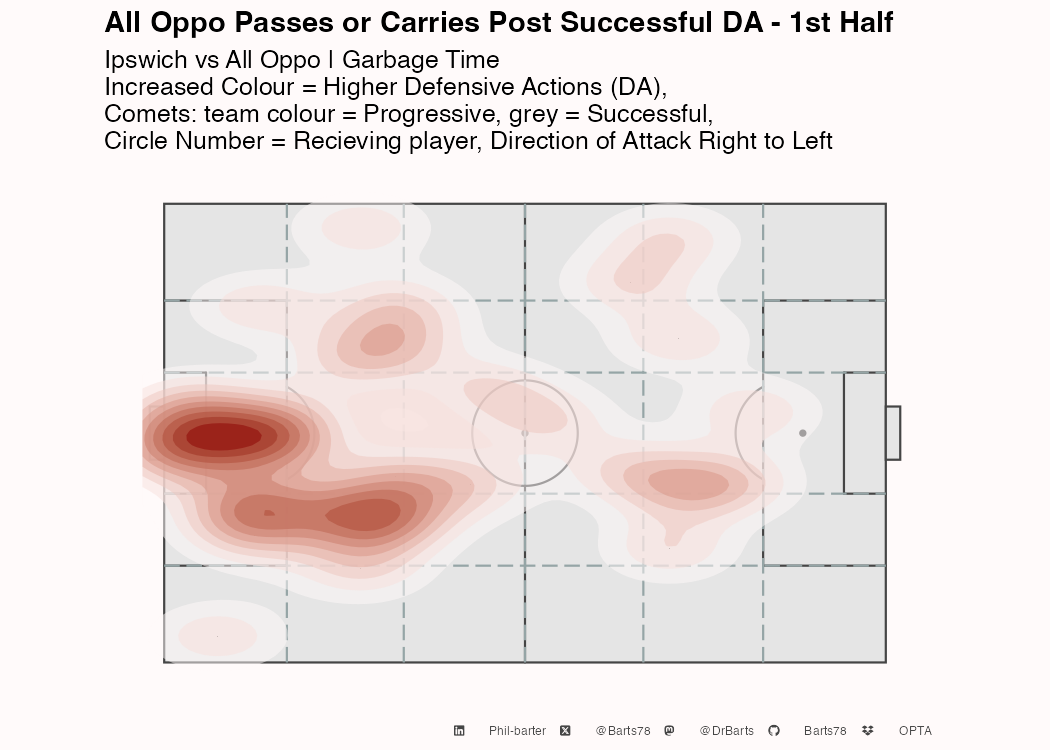 All Oppo Passes or Carries Post Successful DA - 1st Half
Ipswich vs All Oppo | Garbage Time
Increased Colour = Higher Defensive Actions (DA),
Comets: team colour = Progressive, grey = Successful,
Circle Number = Recieving player, Direction of Attack Right to Left
Phil-barter @Barts78 @DrBarts Barts78 OPTA